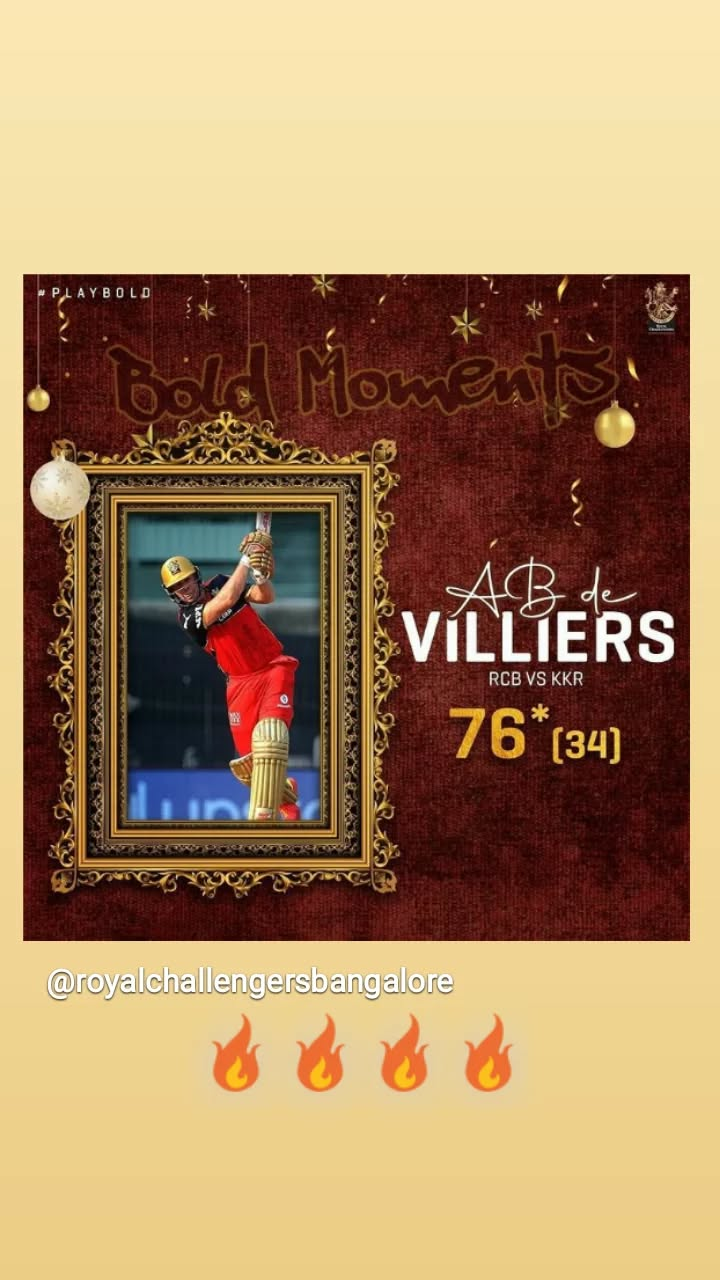 #PLAYBOLD
Bold Moments
AB de
VILLIERS
RCB VS KKR
76* (34)
@royalchallengersbangalore